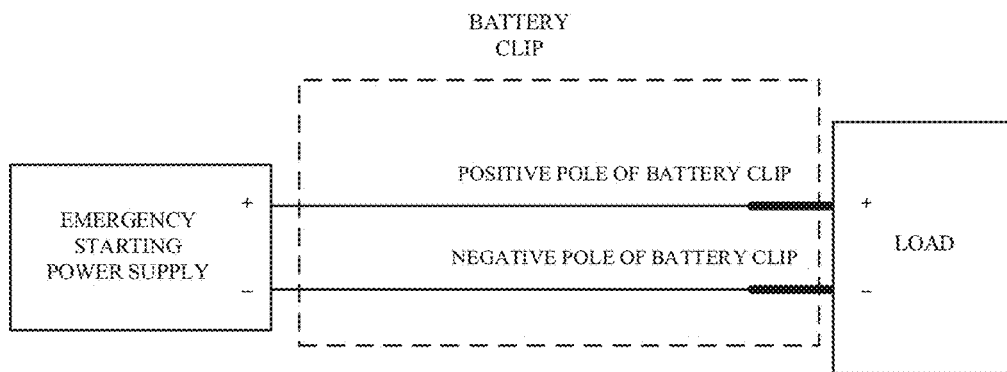 BATTERY
CLIP
POSITIVE POLE OF BATTERY CLIP
+
+
EMERGENCY
STARTING
POWER SUPPLY
LOAD
NEGATIVE POLE OF BATTERY CLIP
−
−